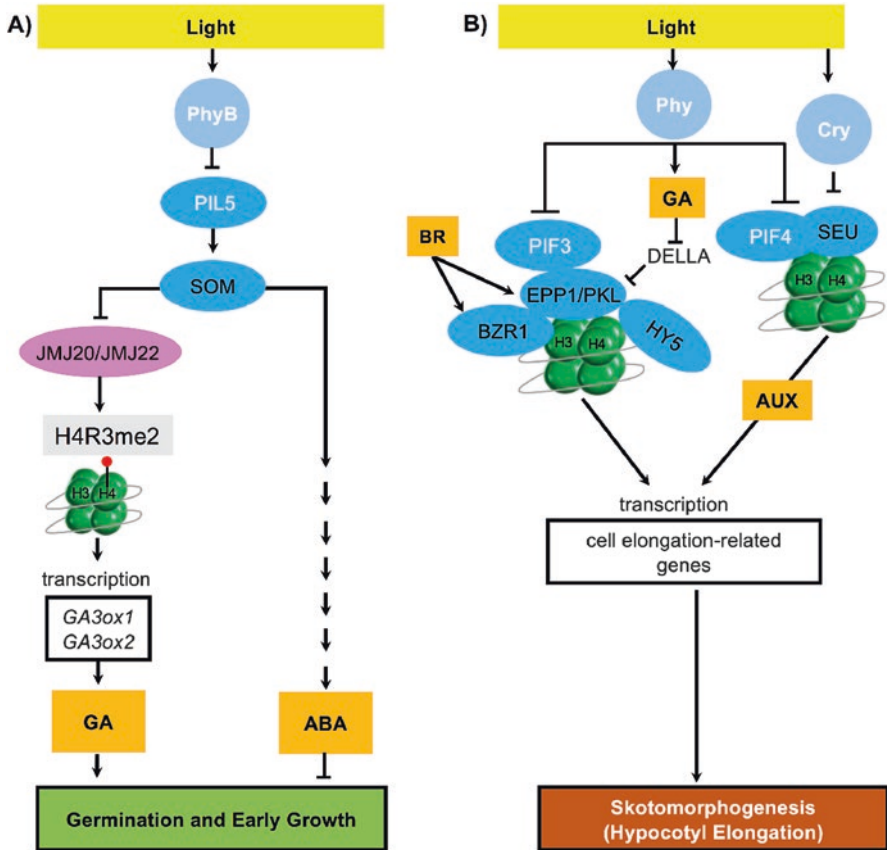 A)
Light
PhyB
PIL5
SOM
JMJ20/JMJ22
H4R3me2
H3 H4
transcription
GA3ox1
GA3ox2
GA
ABA
Germination and Early Growth
B)
Light
Phy
Cry
GA
BR
PIF3
DELLA
PIF4
SEU
EPP1/PKL
BZR1
HY5
H3 H4
H3 H4
AUX
transcription
cell elongation-related
genes
Skotomorphogenesis
(Hypocotyl Elongation)